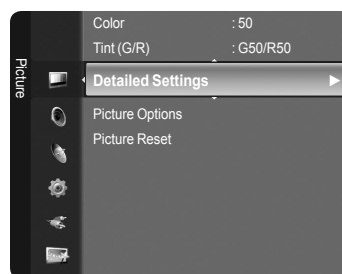 Picture
Color : 50
Tint (G/R) : G50/R50
Detailed Settings
Picture Options
Picture Reset